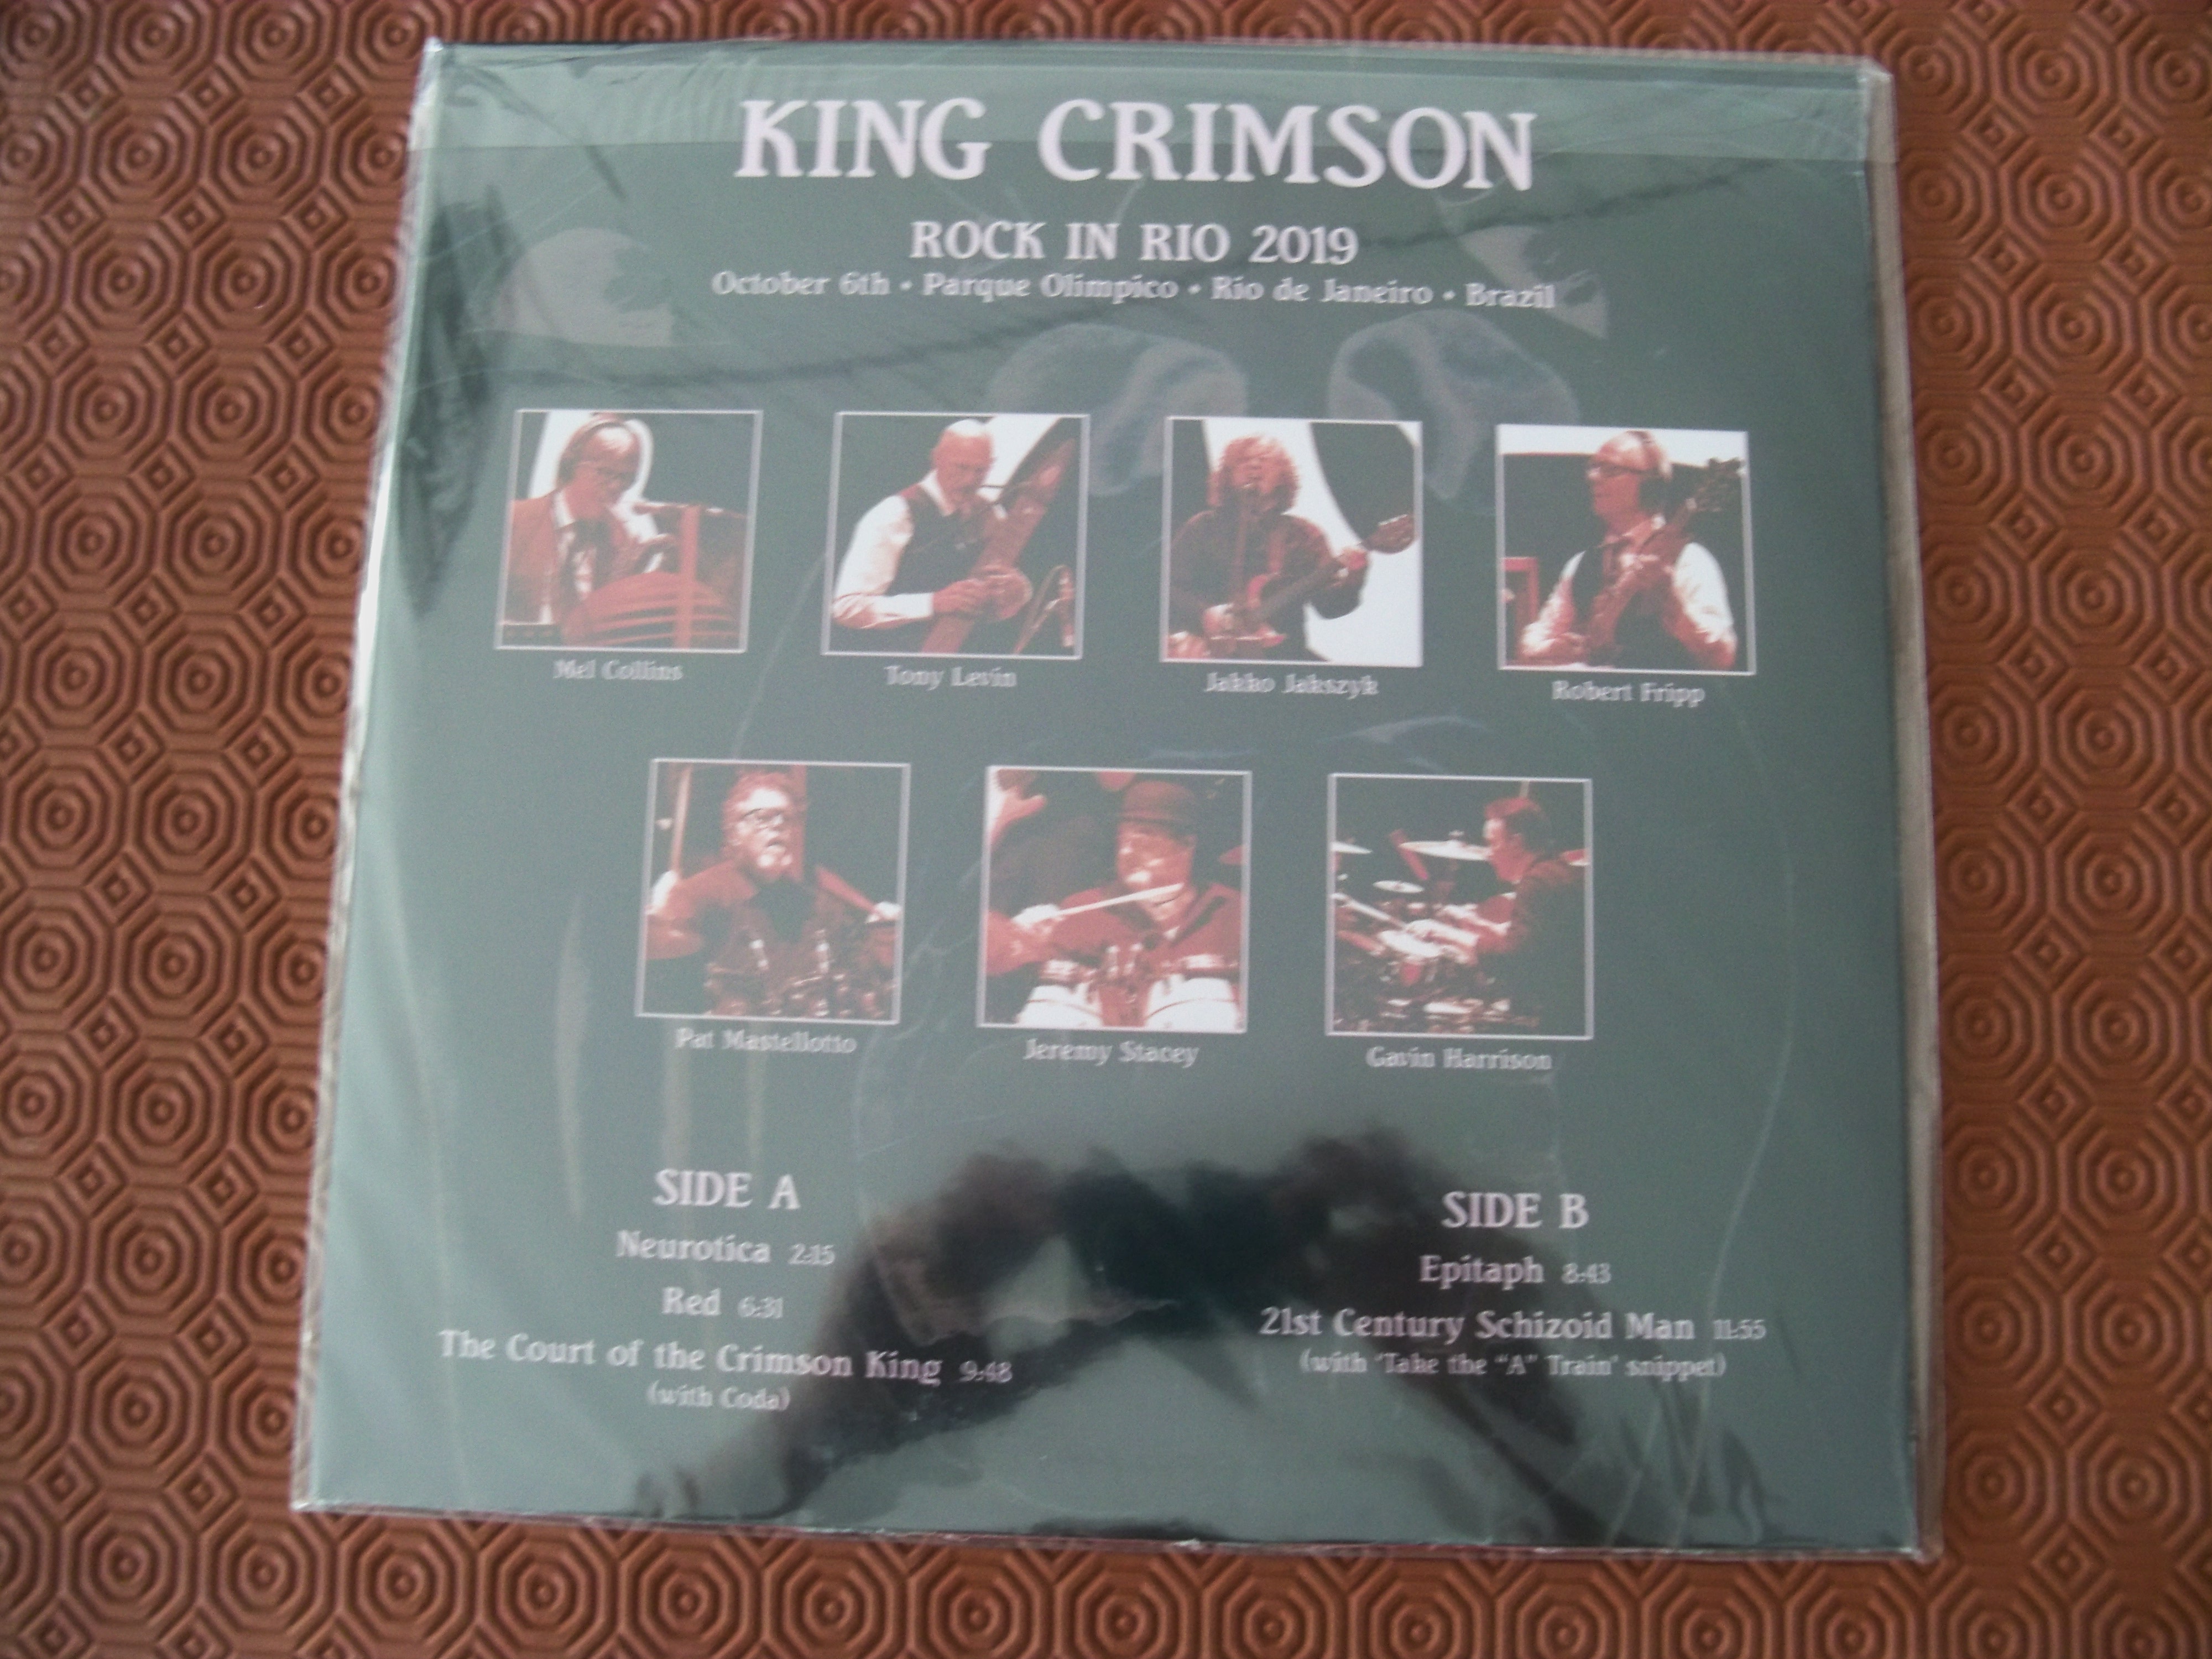 KING CRIMSON
ROCK IN RIO 2019
October 6th • Parque Olimpico • Rio de Janeiro • Brazil
Mel Collins
Tony Levin
Jakko Jakszyk
Robert Fripp
Pat Mastellotto
Jeremy Stacey
Gavin Harrison
SIDE A
Neurotica 2:15
Red 6:31
The Court of the Crimson King 9:48
(with Coda)
SIDE B
Epitaph 8:43
21st Century Schizoid Man 11:55
(with 'Take the "A" Train' snippet)